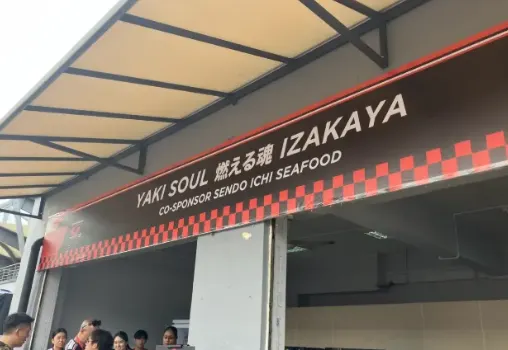 YAKI SOUL 燃える魂 IZAKAYA
CO-SPONSOR SENDO ICHI SEAFOOD